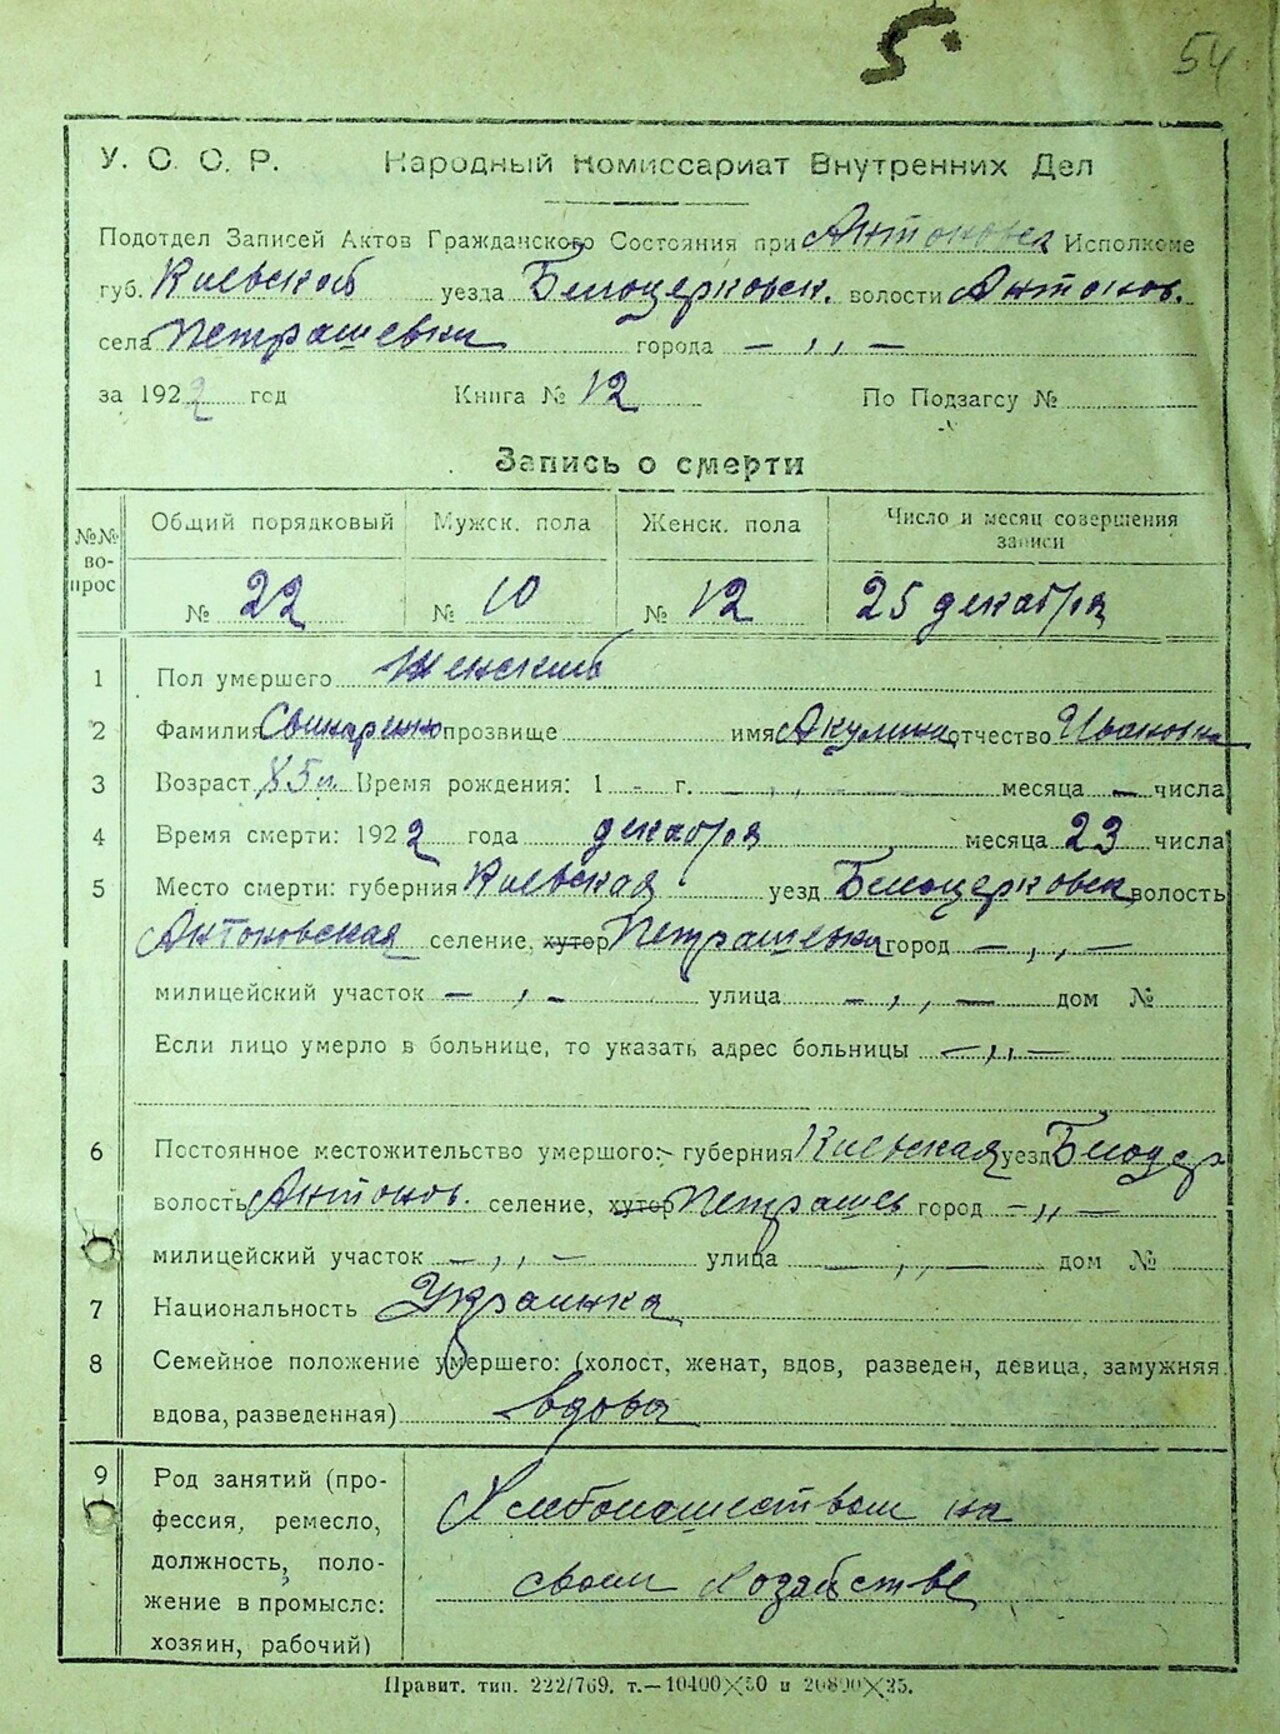 5.
54
У. С. С. Р. Народный Комиссариат Внутренних Дел
Подотдел Записей Актов Гражданского Состояния при Антоновск Исполкоме
губ. Киевской уезда Белоцерковск. волости Антонов.
села Петрашевки города — ,, —
за 1922 год Книга № 12 По Подзагсу №
Запись о смерти
№№ во- прос Общий порядковый Мужск. пола Женск. пола Число и месяц совершения записи
№ 22 № 10 № 12 25 декабря
1 Пол умершего Женский
2 Фамилия Свинаренко прозвище имя Акулина отчество Ивановна
3 Возраст 85 л. Время рождения: 1 - г. — ,, — месяца — числа
4 Время смерти: 1922 года декабря месяца 23 числа
5 Место смерти: губерния Киевская уезд Белоцерковск волость
Антоновская селение, хутор Петрашевка город — ,, —
милицейский участок — , - улица — ,, — дом №
Если лицо умерло в больнице, то указать адрес больницы — ,, —
6 Постоянное местожительство умершого:- губерния Киевская уезд Белоцер
волость Антонов. селение, хутор Петрашев город — ,, —
милицейский участок — ,, — улица — ,, — дом №
7 Национальность Украинка
8 Семейное положение умершего: (холост, женат, вдов, разведен, девица, замужняя
вдова, разведенная) вдова
9 Род занятий (про- Хлебопашеством на
фессия, ремесло,
должность, поло- своем хозяйстве
жение в промысле:
хозяин, рабочий)
Правит. тип. 222/769. т.—10400×50 и 20800×25.